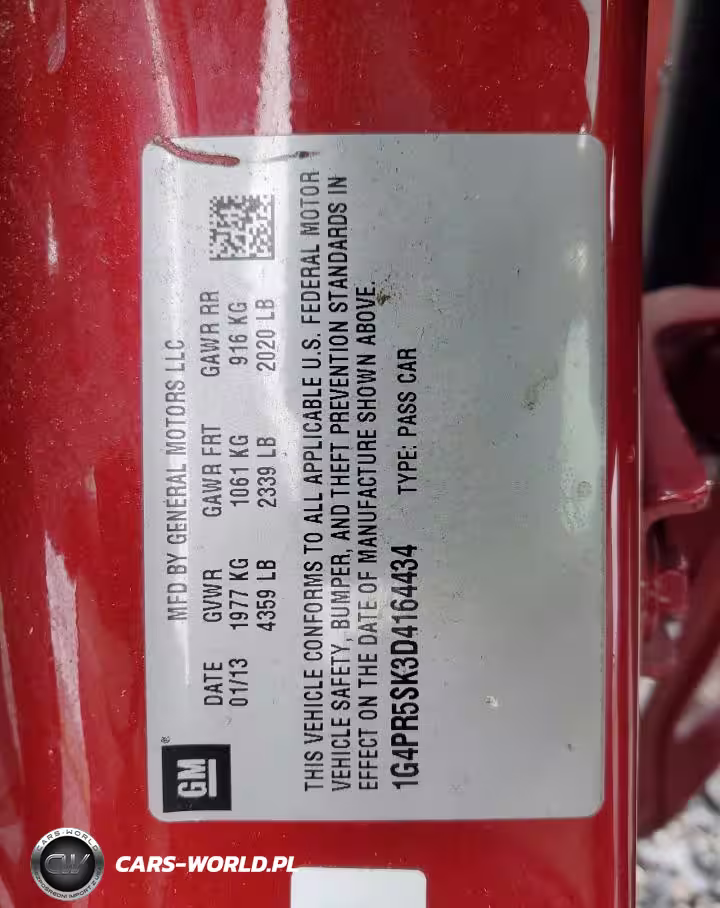 GM
MFD BY GENERAL MOTORS LLC
DATE GVWR GAWR FRT GAWR RR
01/13 1977 KG 1061 KG 916 KG
4359 LB 2339 LB 2020 LB
THIS VEHICLE CONFORMS TO ALL APPLICABLE U.S. FEDERAL MOTOR
VEHICLE SAFETY, BUMPER, AND THEFT PREVENTION STANDARDS IN
EFFECT ON THE DATE OF MANUFACTURE SHOWN ABOVE.
1G4PR5SK3D4164434 TYPE: PASS CAR
CARS-WORLD
CW
CARS-WORLD.PL